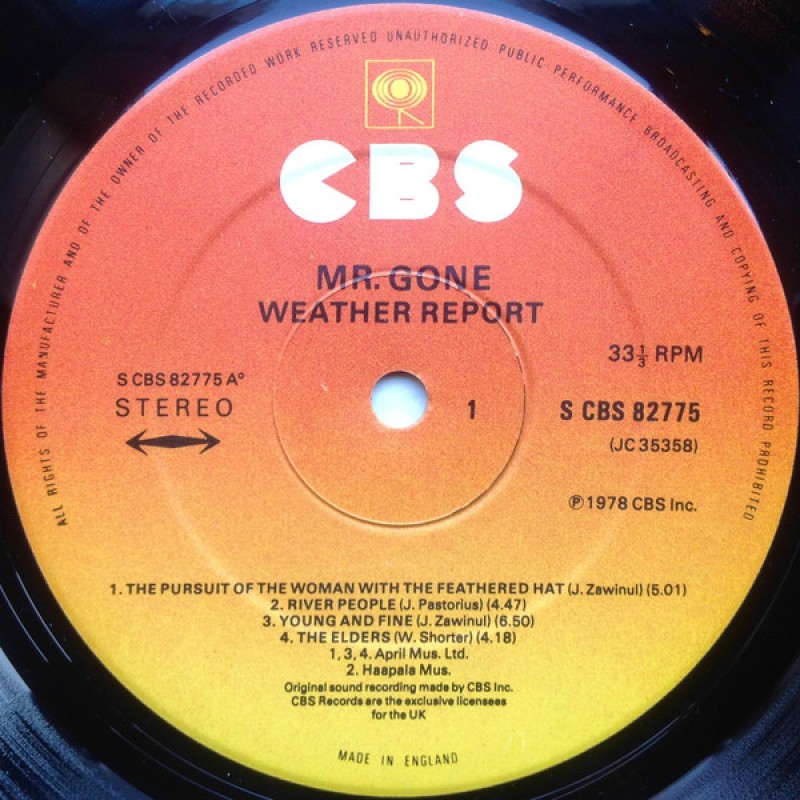 ALL RIGHTS OF THE MANUFACTURER AND OF THE OWNER OF THE RECORDED WORK RESERVED UNAUTHORIZED PUBLIC PERFORMANCE BROADCASTING AND COPYING OF THIS RECORD PROHIBITED
CBS
MR. GONE
WEATHER REPORT
33 1/3 RPM
S CBS 82775 A°
STEREO
1
S CBS 82775
(JC 35358)
℗ 1978 CBS Inc.
1. THE PURSUIT OF THE WOMAN WITH THE FEATHERED HAT (J. Zawinul) (5.01)
2. RIVER PEOPLE (J. Pastorius) (4.47)
3. YOUNG AND FINE (J. Zawinul) (6.50)
4. THE ELDERS (W. Shorter) (4.18)
1, 3, 4. April Mus. Ltd.
2. Haapala Mus.
Original sound recording made by CBS Inc.
CBS Records are the exclusive licensees
for the UK
MADE IN ENGLAND